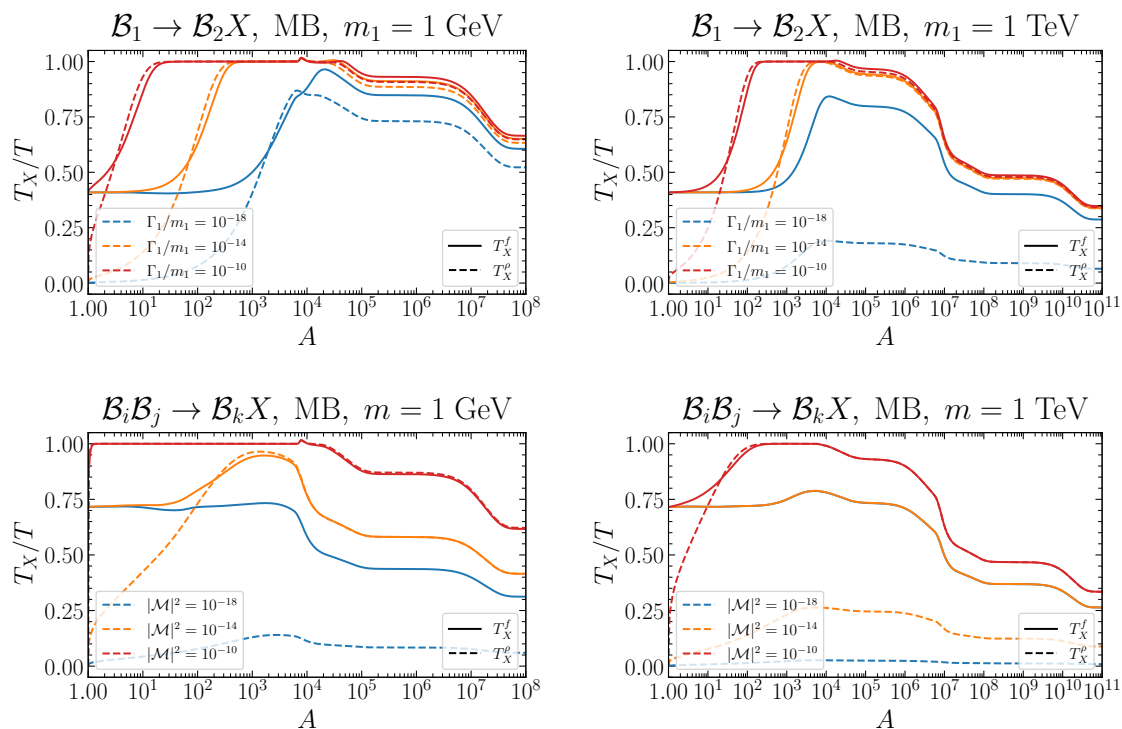 𝓑₁ → 𝓑₂X, MB, m₁ = 1 GeV
T_X/T
1.00
0.75
0.50
0.25
0.00
Γ₁/m₁ = 10⁻¹⁸
Γ₁/m₁ = 10⁻¹⁴
Γ₁/m₁ = 10⁻¹⁰
T_X^f
T_X^ρ
1.00 10¹ 10² 10³ 10⁴ 10⁵ 10⁶ 10⁷ 10⁸
A
𝓑₁ → 𝓑₂X, MB, m₁ = 1 TeV
T_X/T
1.00
0.75
0.50
0.25
0.00
Γ₁/m₁ = 10⁻¹⁸
Γ₁/m₁ = 10⁻¹⁴
Γ₁/m₁ = 10⁻¹⁰
T_X^f
T_X^ρ
1.00 10¹ 10² 10³ 10⁴ 10⁵ 10⁶ 10⁷ 10⁸ 10⁹ 10¹⁰ 10¹¹
A
𝓑ᵢ𝓑ⱼ → 𝓑ₖX, MB, m = 1 GeV
T_X/T
1.00
0.75
0.50
0.25
0.00
|𝓜|² = 10⁻¹⁸
|𝓜|² = 10⁻¹⁴
|𝓜|² = 10⁻¹⁰
T_X^f
T_X^ρ
1.00 10¹ 10² 10³ 10⁴ 10⁵ 10⁶ 10⁷ 10⁸
A
𝓑ᵢ𝓑ⱼ → 𝓑ₖX, MB, m = 1 TeV
T_X/T
1.00
0.75
0.50
0.25
0.00
|𝓜|² = 10⁻¹⁸
|𝓜|² = 10⁻¹⁴
|𝓜|² = 10⁻¹⁰
T_X^f
T_X^ρ
1.00 10¹ 10² 10³ 10⁴ 10⁵ 10⁶ 10⁷ 10⁸ 10⁹ 10¹⁰ 10¹¹
A